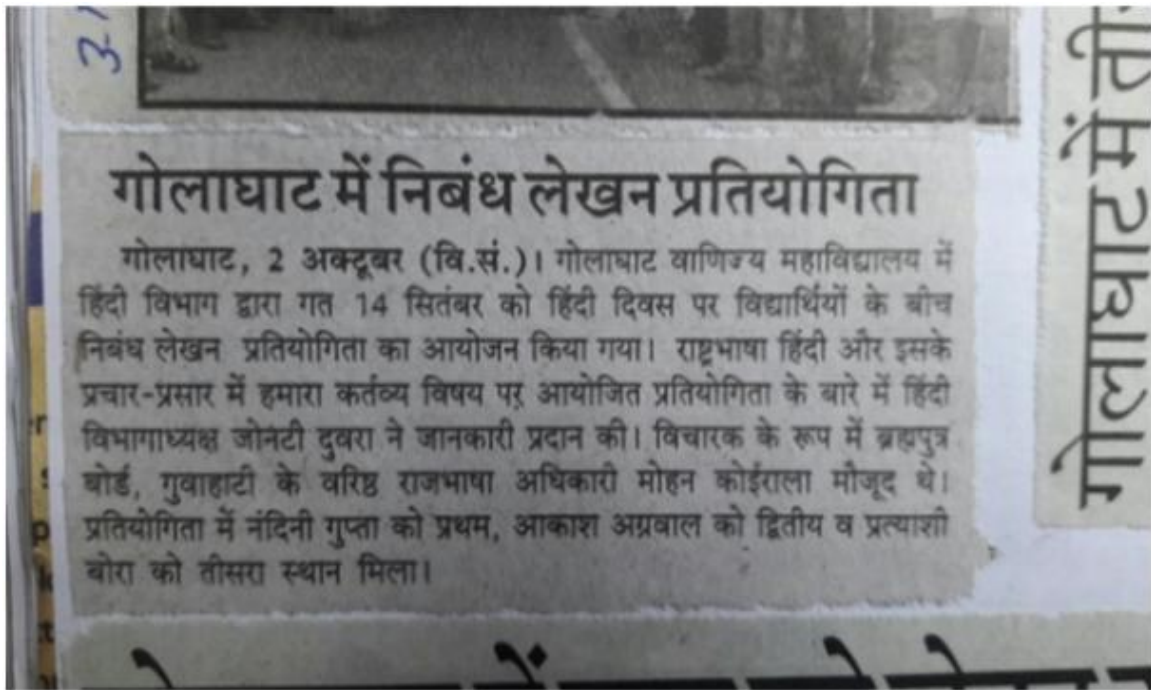 3-1
गोलाघाट में निबंध लेखन प्रतियोगिता
गोलाघाट, 2 अक्टूबर (वि.सं.)। गोलाघाट वाणिज्य महाविद्यालय में
हिंदी विभाग द्वारा गत 14 सितंबर को हिंदी दिवस पर विद्यार्थियों के बीच
निबंध लेखन प्रतियोगिता का आयोजन किया गया। राष्ट्रभाषा हिंदी और इसके
प्रचार-प्रसार में हमारा कर्तव्य विषय पर आयोजित प्रतियोगिता के बारे में हिंदी
विभागाध्यक्ष जोनटी दुवरा ने जानकारी प्रदान की। विचारक के रूप में ब्रह्मपुत्र
बोर्ड, गुवाहाटी के वरिष्ठ राजभाषा अधिकारी मोहन कोईराला मौजूद थे।
प्रतियोगिता में नंदिनी गुप्ता को प्रथम, आकाश अग्रवाल को द्वितीय व प्रत्याशी
बोरा को तीसरा स्थान मिला।
गोलाघाट में